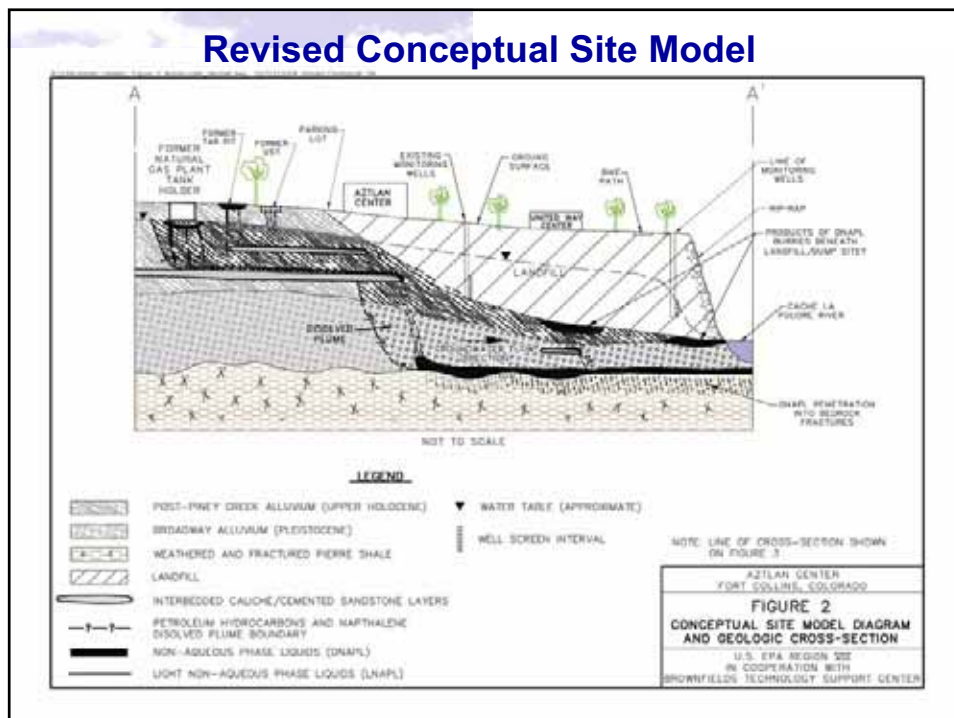 Revised Conceptual Site Model
A
A'
FORMER
TAR PIT
FORMER
UST
PARKING
LOT
FORMER
NATURAL
GAS PLANT
TANK
HOLDER
EXISTING
MONITORING
WELLS
GROUND
SURFACE
BIKE
PATH
LINE OF
MONITORING
WELLS
AZTLAN
CENTER
UNITED WAY
CENTER
RIP-RAP
PRODUCTS OF DNAPL
BURRIES BENEATH
LANDFILL/DUMP SITE?
LANDFILL
CACHE LA
POUDRE RIVER
DISOLVED
PLUME
GROUNDWATER FLOW
DIRECTION
DNAPL PENETRATION
INTO BEDROCK
FRACTURES
NOT TO SCALE
LEGEND
POST-PINEY CREEK ALLUVIUM (UPPER HOLOCENE)
BROADWAY ALLUVIUM (PLEISTOCENE)
WEATHERED AND FRACTURED PIERRE SHALE
LANDFILL
INTERBEDDED CALICHE/CEMENTED SANDSTONE LAYERS
PETROLEUM HYDROCARBONS AND NAPTHALENE
DISOLVED PLUME BOUNDARY
NON-AQUEOUS PHASE LIQUIDS (DNAPL)
LIGHT NON-AQUEOUS PHASE LIQUIDS (LNAPL)
WATER TABLE (APPROXIMATE)
WELL SCREEN INTERVAL
NOTE: LINE OF CROSS-SECTION SHOWN
ON FIGURE 3
AZTLAN CENTER
FORT COLLINS, COLORADO
FIGURE 2
CONCEPTUAL SITE MODEL DIAGRAM
AND GEOLOGIC CROSS-SECTION
U.S. EPA REGION VIII
IN COOPERATION WITH
BROWNFIELDS TECHNOLOGY SUPPORT CENTER